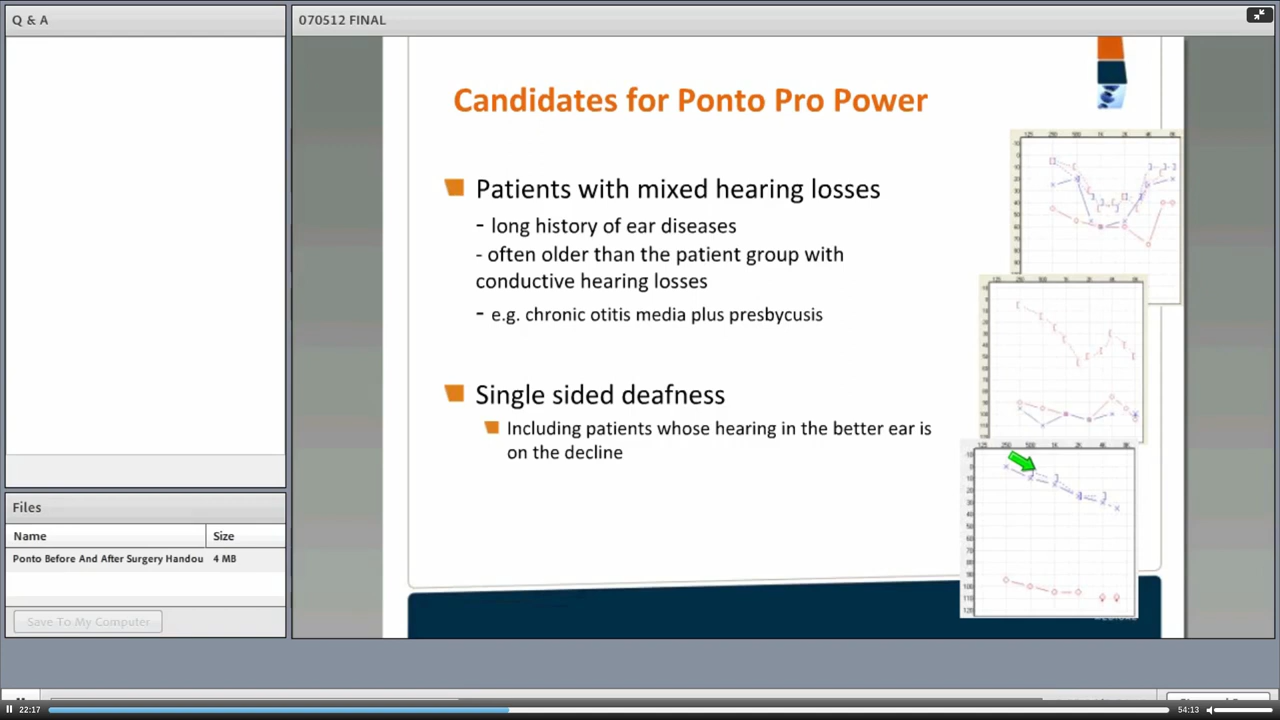 Q & A
070512 FINAL
Candidates for Ponto Pro Power
Patients with mixed hearing losses
- long history of ear diseases
- often older than the patient group with
conductive hearing losses
- e.g. chronic otitis media plus presbycusis
Single sided deafness
Including patients whose hearing in the better ear is
on the decline
Files
Name Size
Ponto Before And After Surgery Handou 4 MB
Save To My Computer
22:17
54:13